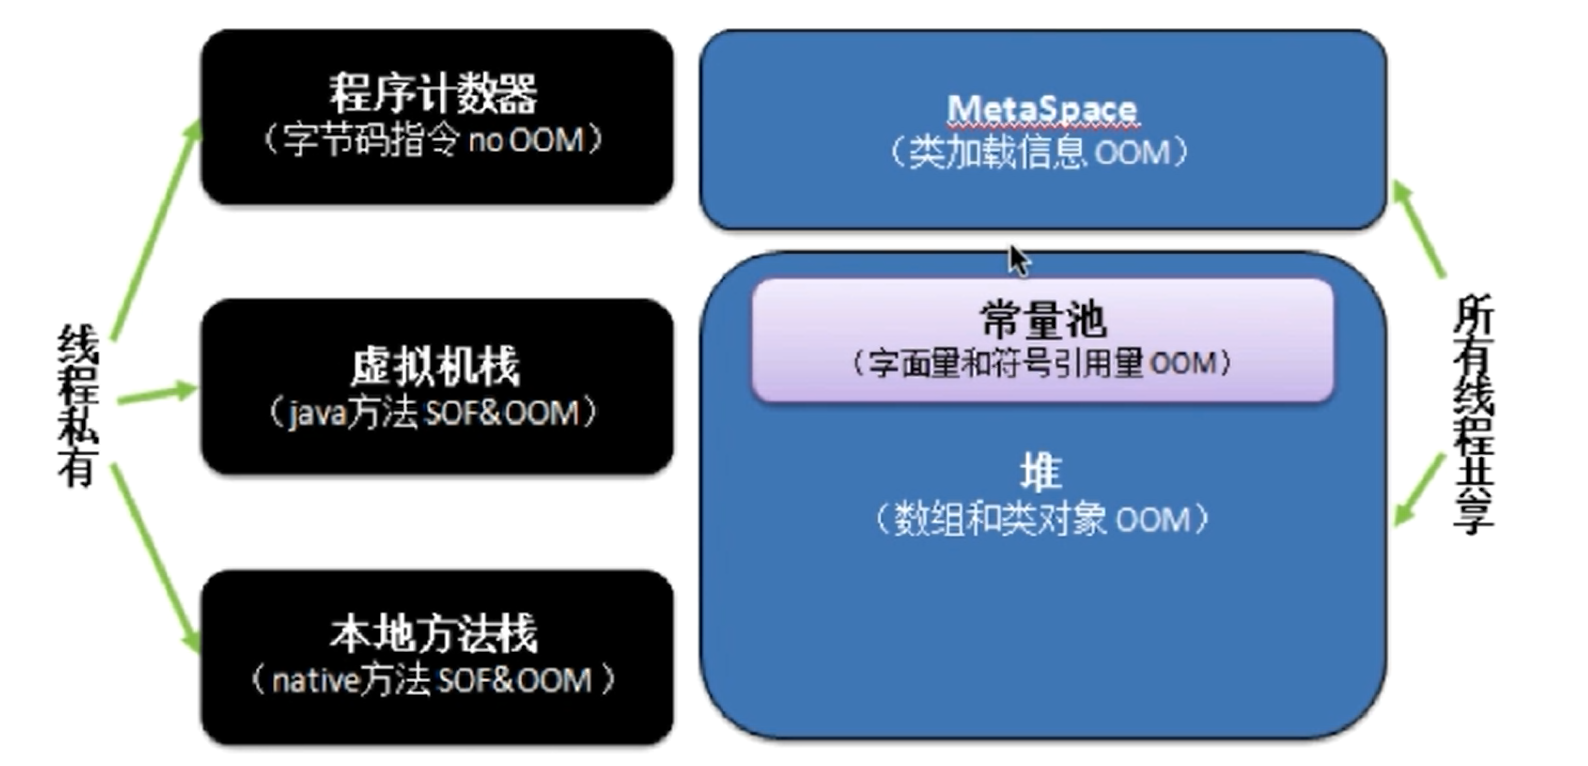 程序计数器
（字节码指令 no OOM）
MetaSpace
（类加载信息 OOM）
线程私有
虚拟机栈
（java方法 SOF&OOM）
常量池
（字面量和符号引用量 OOM）
堆
（数组和类对象 OOM）
所有线程共享
本地方法栈
（native方法 SOF&OOM ）